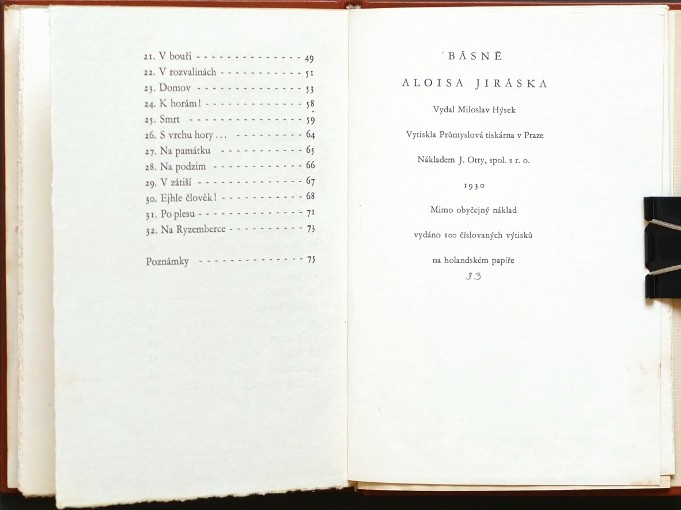 21. V bouři - - - - - - - - - - - - - - 49
22. V rozvalinách - - - - - - - - - - - 51
23. Domov - - - - - - - - - - - - - - 53
24. K horám! - - - - - - - - - - - - - 58
25. Smrt - - - - - - - - - - - - - - - 59
26. S vrchu hory... - - - - - - - - - - 64
27. Na památku - - - - - - - - - - - - 65
28. Na podzim - - - - - - - - - - - - 66
29. V zátiší - - - - - - - - - - - - - - 67
30. Ejhle člověk! - - - - - - - - - - - 68
31. Po plesu - - - - - - - - - - - - - 71
32. Na Ryzemberce - - - - - - - - - - 73
Poznámky - - - - - - - - - - - - - 75
BÁSNĚ
ALOISA JIRÁSKA
Vydal Miloslav Hýsek
Vytiskla Průmyslová tiskárna v Praze
Nákladem J. Otty, spol. s r. o.
1930
Mimo obyčejný náklad
vydáno 100 číslovaných výtisků
na holandském papíře
33